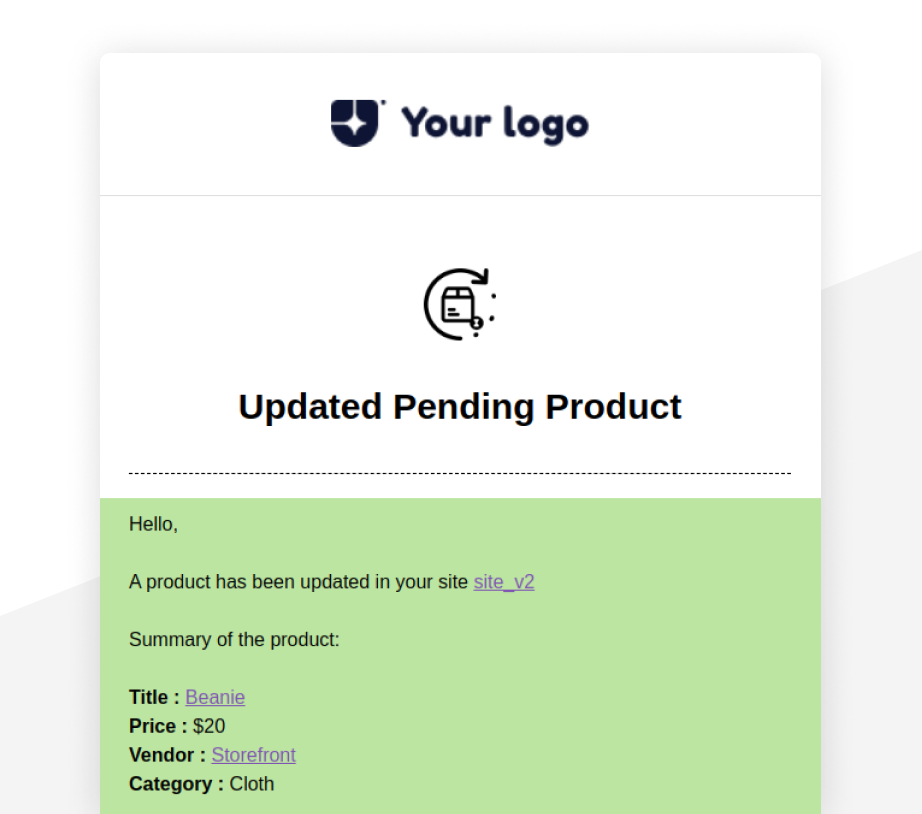 Your logo
Updated Pending Product
Hello,
A product has been updated in your site site_v2
Summary of the product:
Title : Beanie
Price : $20
Vendor : Storefront
Category : Cloth